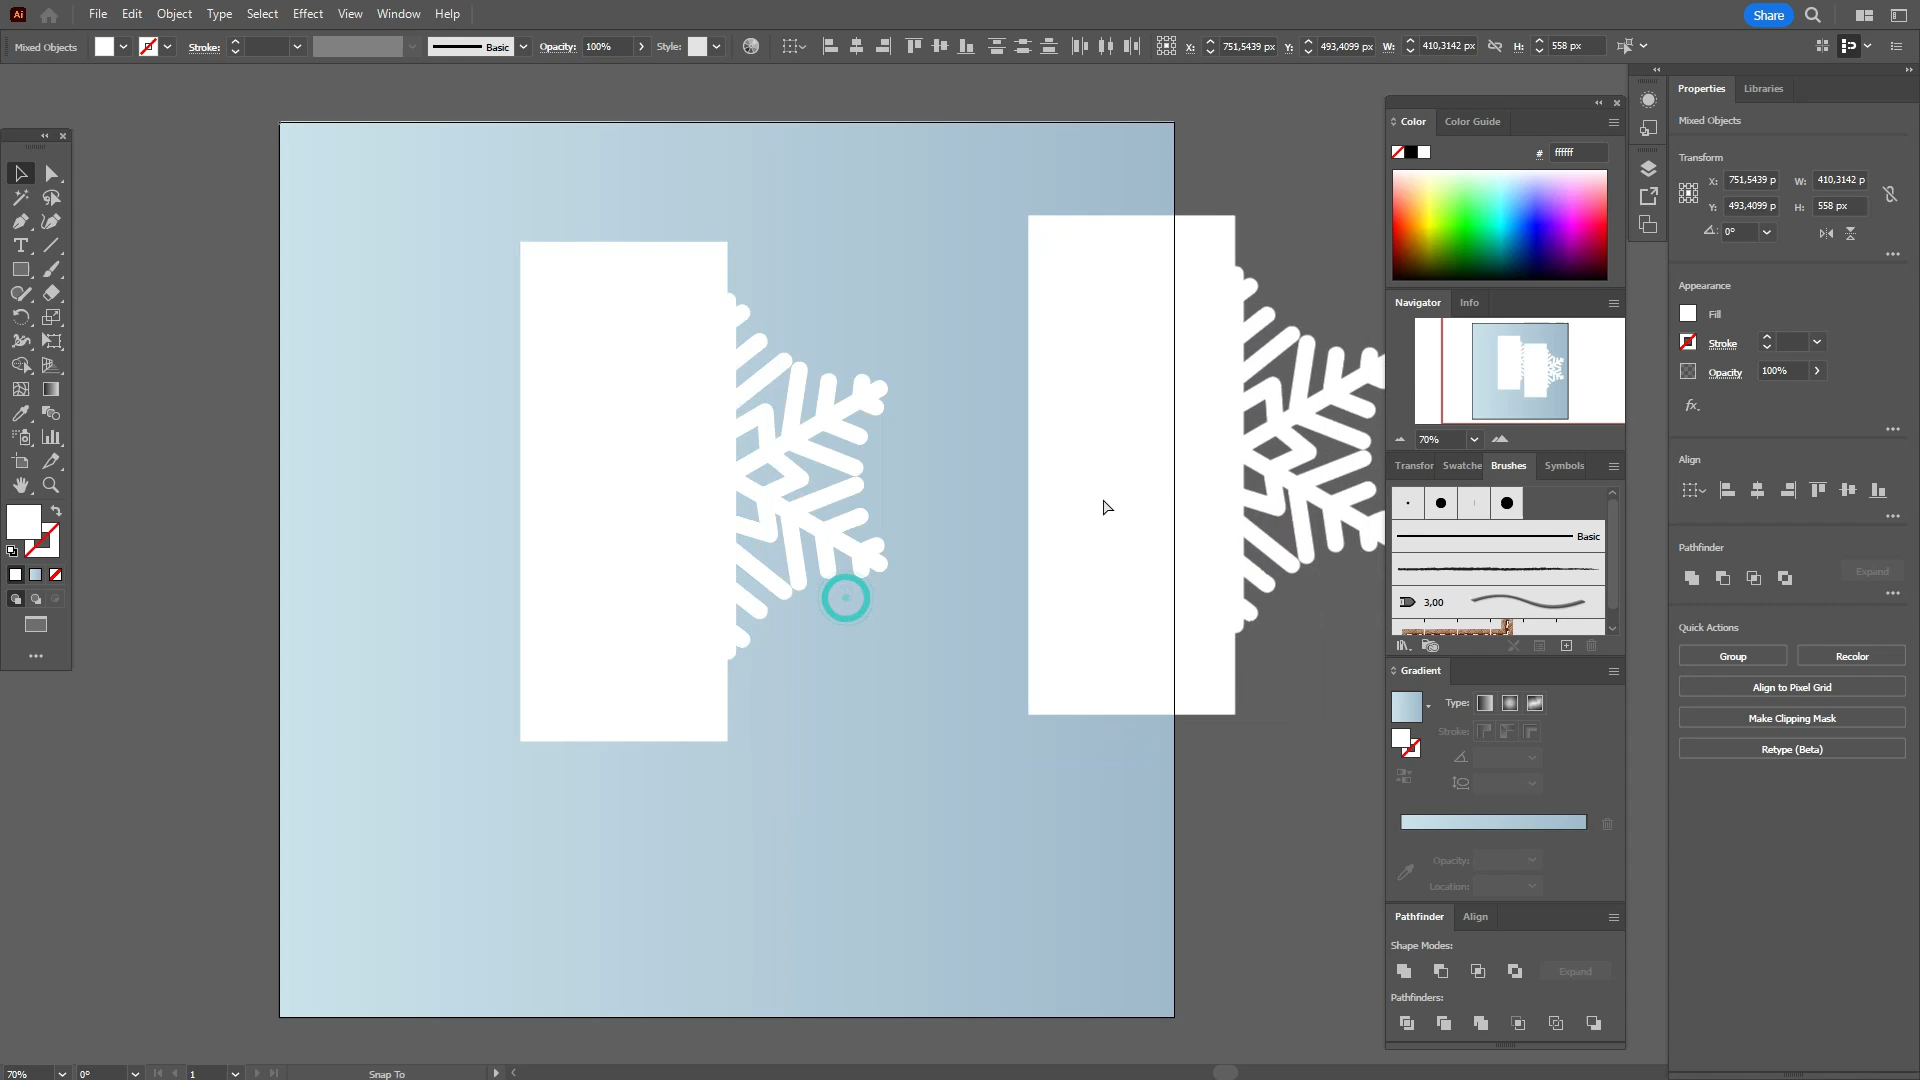 Ai File Edit Object Type Select Effect View Window Help Share
Mixed Objects Stroke: Basic Opacity: 100% Style: X: 751,5439 px Y: 493,4099 px W: 410,3142 px H: 558 px
Properties Libraries
Mixed Objects
Transform
X: 751,5439 p W: 410,3142 p
Y: 493,4099 p H: 558 px
0°
Appearance
Fill
Stroke
Opacity 100%
fx.
Align
Pathfinder
Expand
Quick Actions
Group Recolor
Align to Pixel Grid
Make Clipping Mask
Retype (Beta)
Color Color Guide
# ffffff
Navigator Info
70%
Transfor Swatche Brushes Symbols
Basic
3,00
Gradient
Type:
Stroke:
Opacity:
Location:
Pathfinder Align
Shape Modes:
Expand
Pathfinders:
70% 0° 1 Snap To